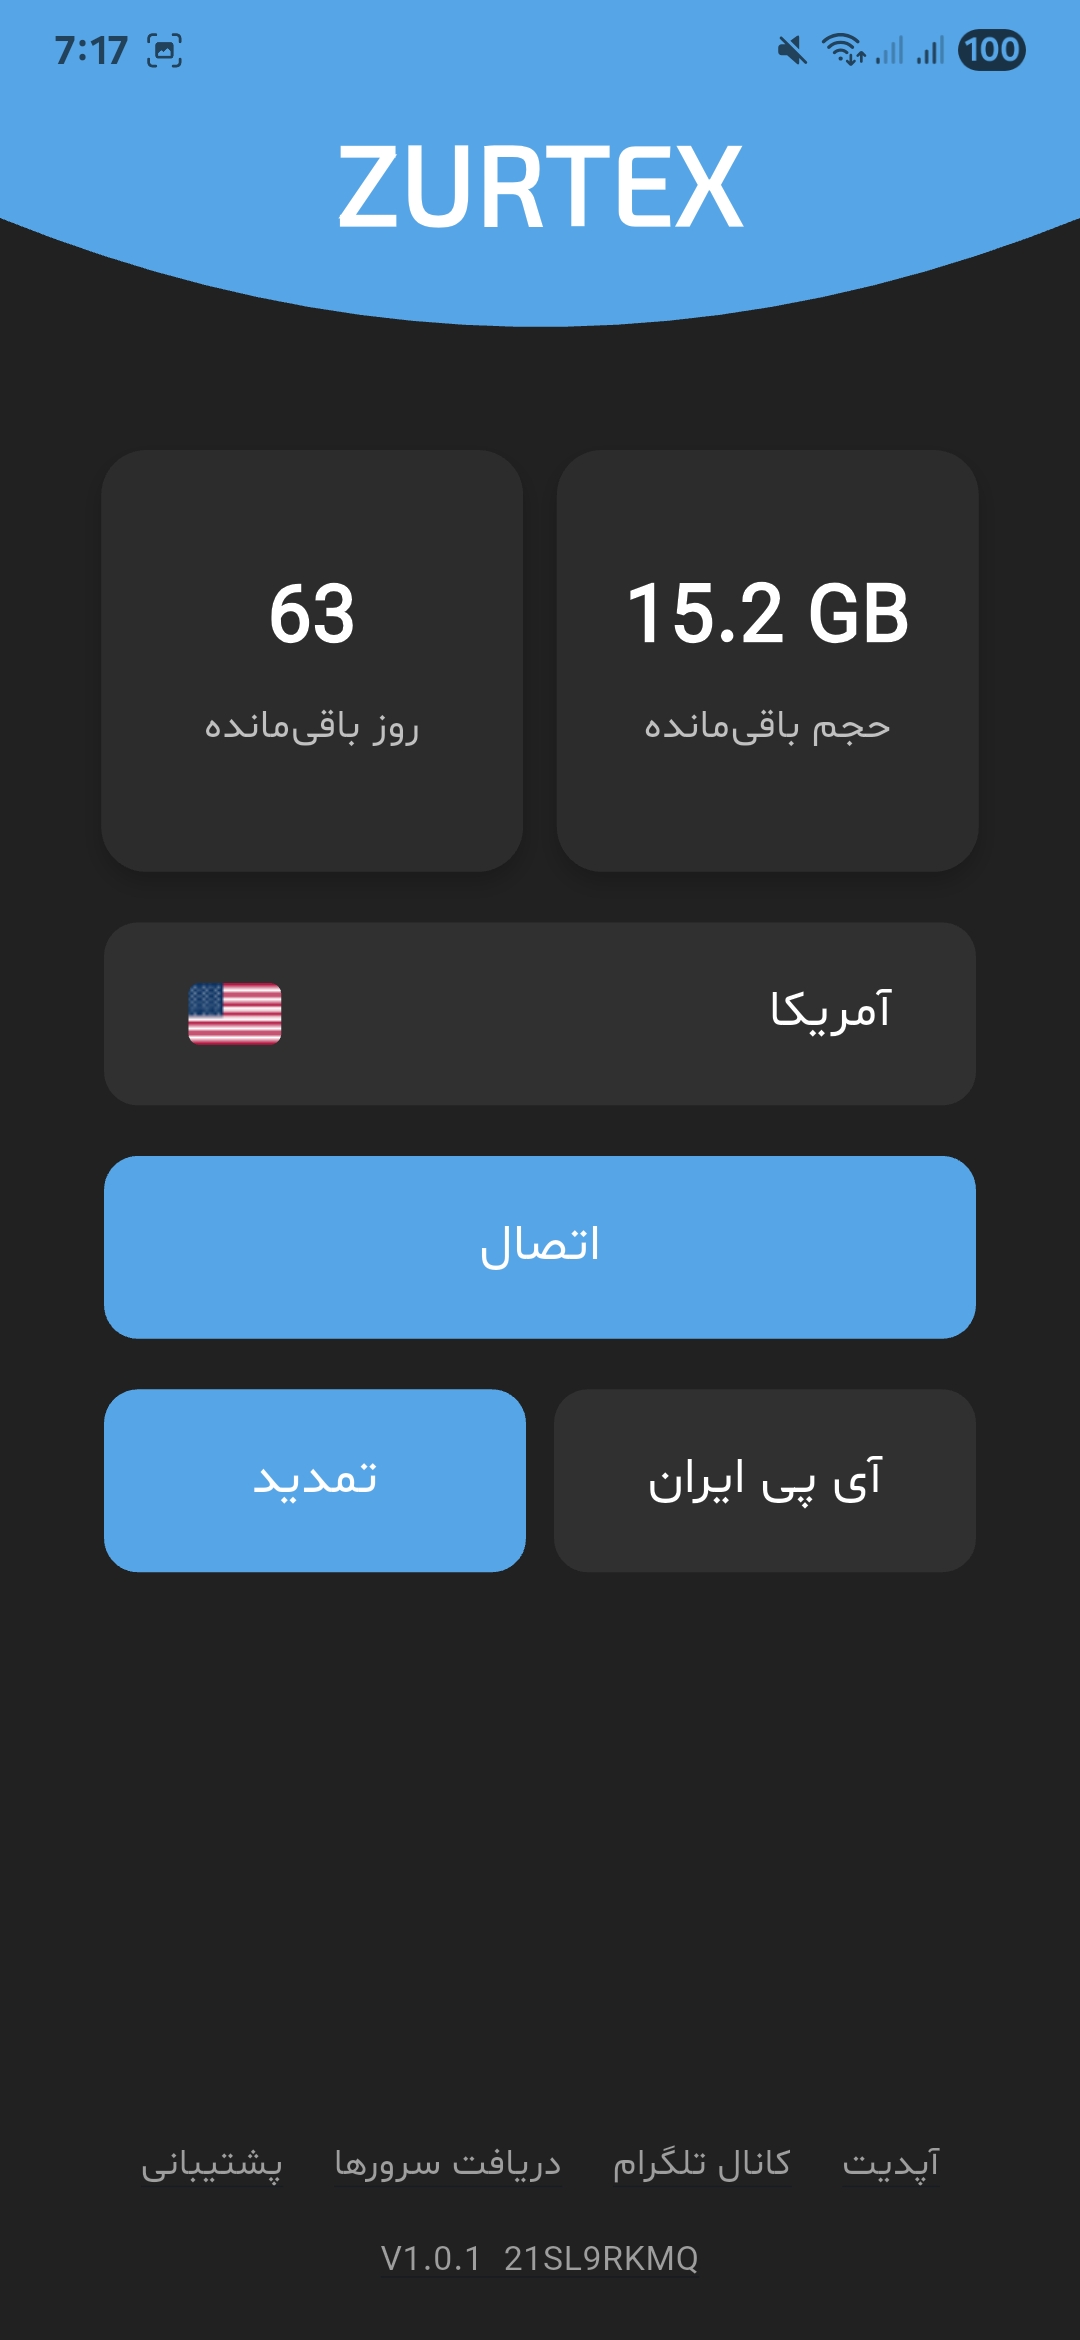 7:17 100
ZURTEX
15.2 GB
حجم باقی‌مانده
63
روز باقی‌مانده
آمریکا
اتصال
آی پی ایران
تمدید
آپدیت کانال تلگرام دریافت سرورها پشتیبانی
V1.0.1 21SL9RKMQ